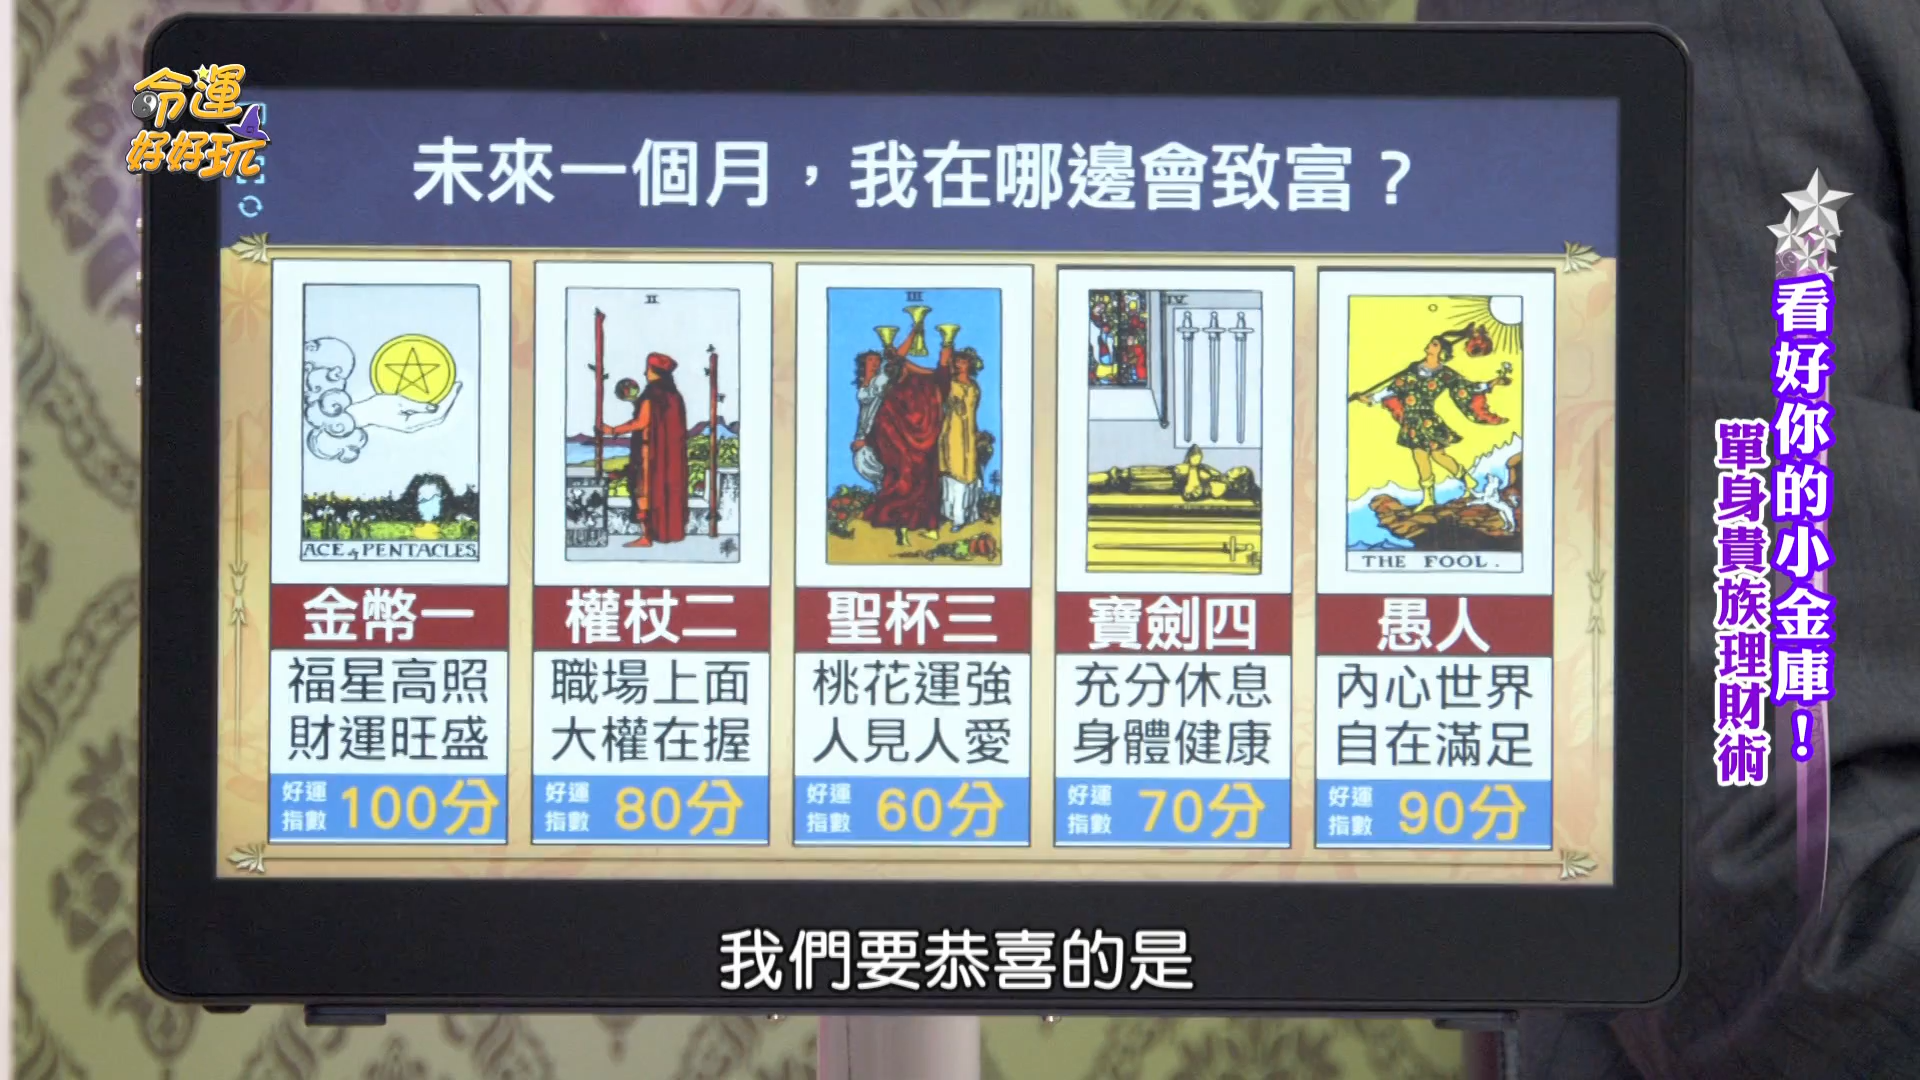 命運
好好玩
未來一個月，我在哪邊會致富？
II
III
IV
ACE of PENTACLES
THE FOOL.
金幣一
權杖二
聖杯三
寶劍四
愚人
福星高照
財運旺盛
職場上面
大權在握
桃花運強
人見人愛
充分休息
身體健康
內心世界
自在滿足
好運指數 100分
好運指數 80分
好運指數 60分
好運指數 70分
好運指數 90分
看好你的小金庫！
單身貴族理財術
我們要恭喜的是